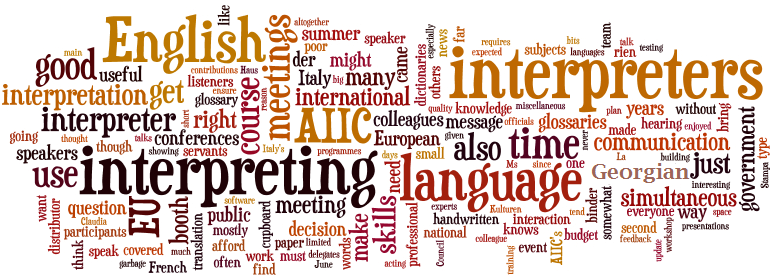 like
altogether
summer
speaker
poor
der
might
Italy
big
many
came
far
especially
news
expected
requires
bits
subjects
languages
rien
talk
team
testing
main
useful
contributions
Haus
listeners
ensure
glossary
reason
English
good
interpretation
get
meetings
course
international
others
dictionaries
interpreters
interpreter
right
short
AIIC
colleagues
message
quality
knowledge
miscellaneous
officials
glossaries
plan
years
made
hearing
without
enjoyed
bring
going
thought
talks
conferences
speakers
though
showing
servants
Italy's
programmes
European
days
small
given
also
time
never
communication
government
type
use
interpreting
need
language
Ms
since
one
La
building
Georgian
just
interesting
Stampa
want
distributor
question
Claudia
participants
EU
booth
translation
software
public
mostly
cupboard
meeting
decision
make
skills
professional
experts
handwritten
Kulturen
interaction
tend
AIIC's
binder
somewhat
simultaneous
everyone
way
space
think
speak
covered
garbage
French
much
often
afford
work
find
paper
must
limited
delegates
June
words
acting
national
Council
colleague
knows
event
training
budget
second
feedback
update
workshop
presentations